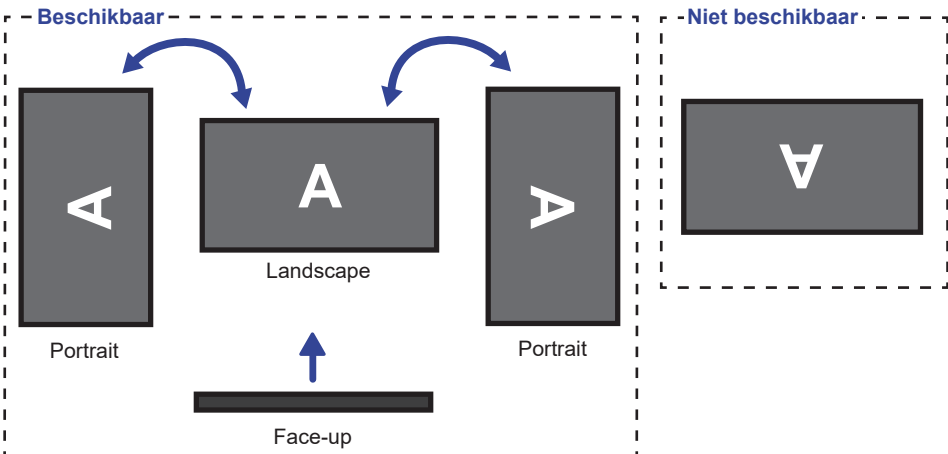 Beschikbaar
Niet beschikbaar
A
A
A
A
Landscape
Portrait
Portrait
Face-up